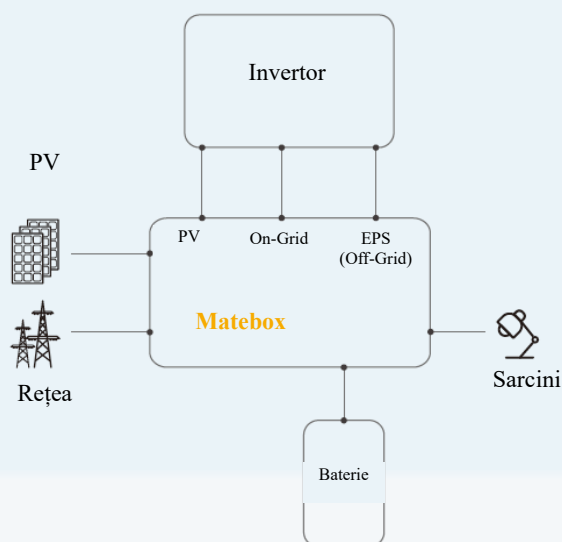 Invertor
PV
PV
On-Grid
EPS
(Off-Grid)
Matebox
Rețea
Sarcini
Baterie